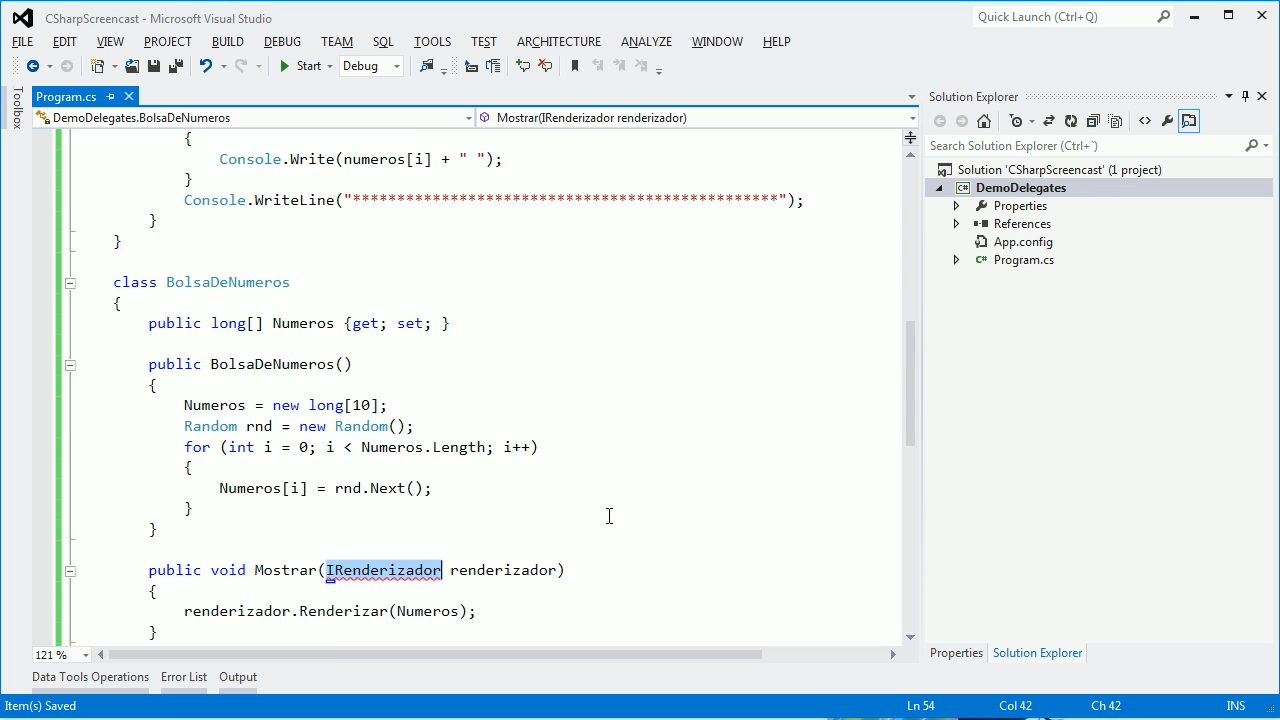 CSharpScreencast - Microsoft Visual Studio
Quick Launch (Ctrl+Q)
FILE EDIT VIEW PROJECT BUILD DEBUG TEAM SQL TOOLS TEST ARCHITECTURE ANALYZE WINDOW HELP
Start Debug
Toolbox
Program.cs
DemoDelegates.BolsaDeNumeros
Mostrar(IRenderizador renderizador)
{
Console.Write(numeros[i] + " ");
}
Console.WriteLine("************************************************");
}
}
class BolsaDeNumeros
{
public long[] Numeros {get; set; }
public BolsaDeNumeros()
{
Numeros = new long[10];
Random rnd = new Random();
for (int i = 0; i < Numeros.Length; i++)
{
Numeros[i] = rnd.Next();
}
}
public void Mostrar(IRenderizador renderizador)
{
renderizador.Renderizar(Numeros);
}
121 %
Solution Explorer
Search Solution Explorer (Ctrl+`)
Solution 'CSharpScreencast' (1 project)
C# DemoDelegates
Properties
References
App.config
C# Program.cs
Properties Solution Explorer
Data Tools Operations Error List Output
Item(s) Saved Ln 54 Col 42 Ch 42 INS